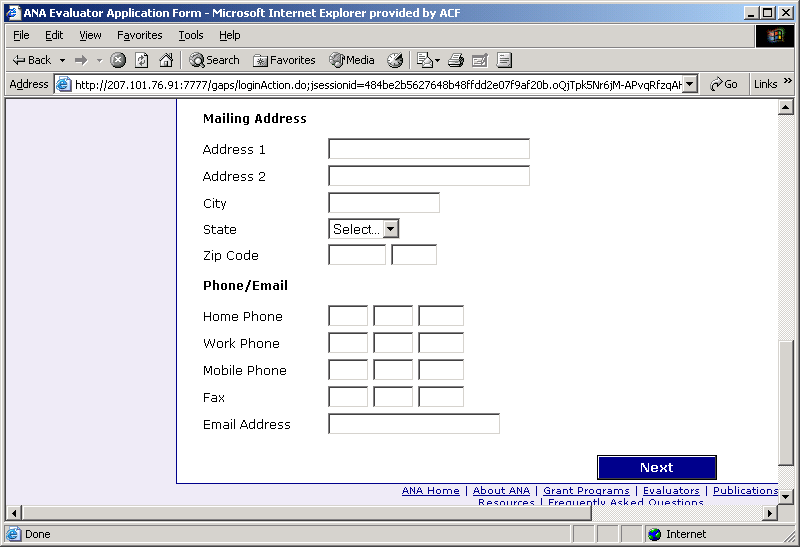 ANA Evaluator Application Form - Microsoft Internet Explorer provided by ACF
File Edit View Favorites Tools Help
Back Search Favorites Media
Address http://207.101.76.91:7777/gaps/loginAction.do;jsessionid=484be2b5627648b48ffdd2e07f9af20b.oQjTpk5Nr6jM-APvqRfzqAH Go Links »
Mailing Address
Address 1
Address 2
City
State Select...
Zip Code
Phone/Email
Home Phone
Work Phone
Mobile Phone
Fax
Email Address
Next
ANA Home | About ANA | Grant Programs | Evaluators | Publications
Resources | Frequently Asked Questions
Done Internet